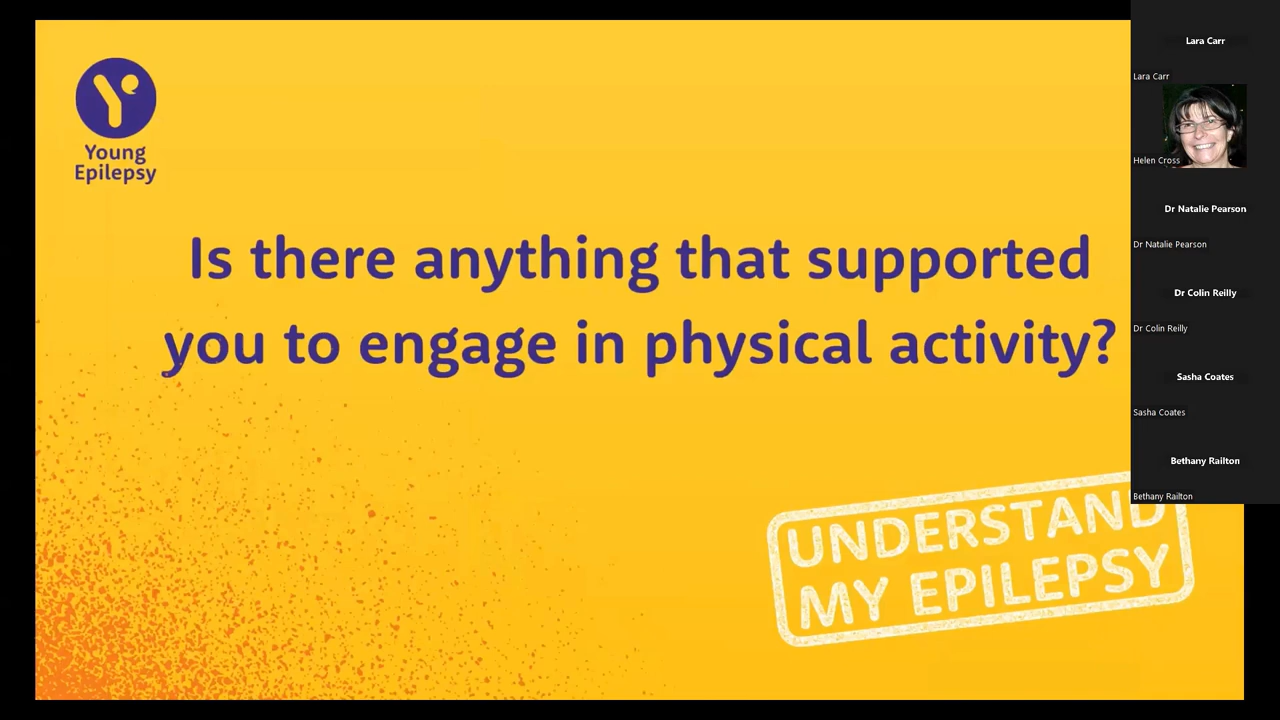 Young
Epilepsy
Is there anything that supported
you to engage in physical activity?
UNDERSTAND
MY EPILEPSY
Lara Carr
Lara Carr
Helen Cross
Dr Natalie Pearson
Dr Natalie Pearson
Dr Colin Reilly
Dr Colin Reilly
Sasha Coates
Sasha Coates
Bethany Railton
Bethany Railton